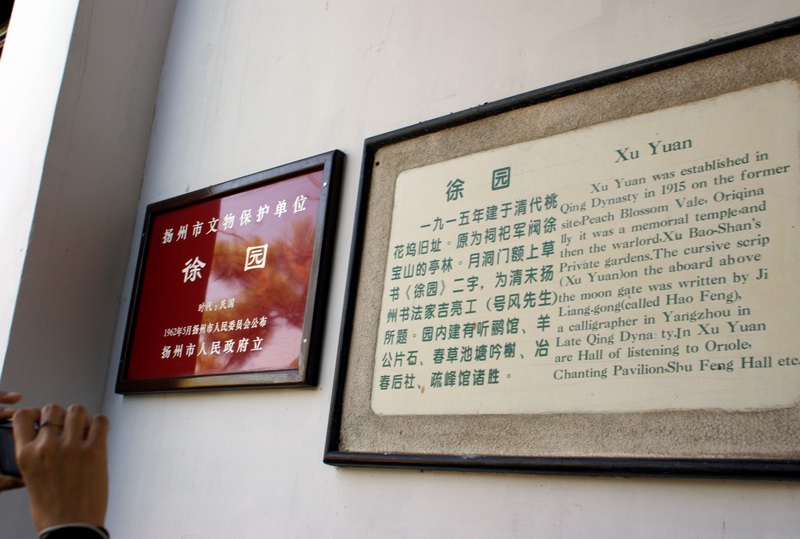 扬州市文物保护单位
徐园
时代:民国
1962年5月扬州市人民委员会公布
扬州市人民政府立
徐园
一九一五年建于清代桃
花坞旧址。原为祠祀军阀徐
宝山的亭林。月洞门额上草
书《徐园》二字,为清末扬
州书法家吉亮工(号风先生)
所题。园内建有听鹂馆、羊
公片石、春草池塘吟榭、冶
春后社、疏峰馆诸胜。
Xu Yuan
Xu Yuan was established in
Qing Dynasty in 1915 on the former
site,Peach Blossom Vale. Origina
lly it was a memorial temple,and
then the warlord,Xu Bao-Shan's
Private gardens.The cursive scrip
(Xu Yuan)on the aboard above
the moon gate was written by Ji
Liang-gong(called Hao Feng),
a calligrapher in Yangzhou in
Late Qing Dynasty.In Xu Yuan
are Hall of listening to Oriole,
Chanting Pavilion,Shu Feng Hall etc.